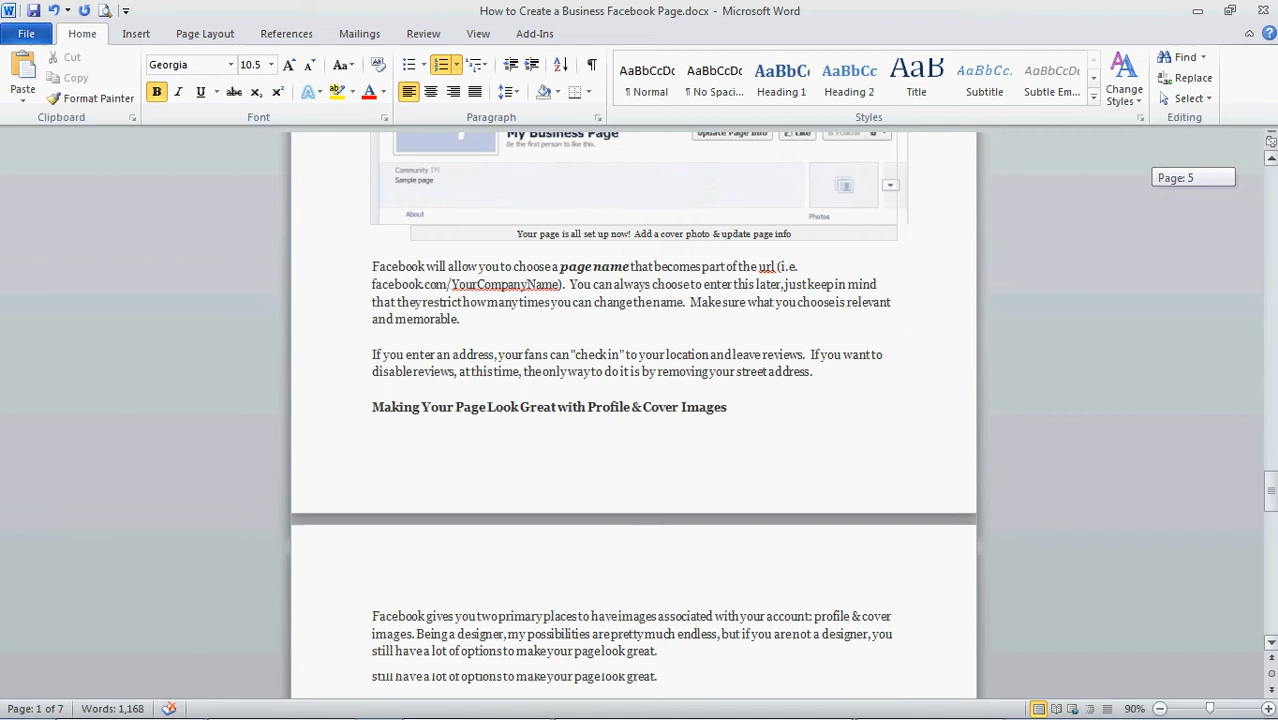 How to Create a Business Facebook Page.docx - Microsoft Word
File Home Insert Page Layout References Mailings Review View Add-Ins
Paste
Cut
Copy
Format Painter
Clipboard
Georgia 10.5
Font
Paragraph
AaBbCcDc AaBbCcDc AaBbC AaBbCc AaB AaBbCc. AaBbCcDc
¶ Normal ¶ No Spaci... Heading 1 Heading 2 Title Subtitle Subtle Em...
Change
Styles
Styles
Find
Replace
Select
Editing
My Business Page
Update Page Info Like Follow
Be the first person to like this.
Community
Sample page
About Photos
Page: 5
Your page is all set up now! Add a cover photo & update page info
Facebook will allow you to choose a page name that becomes part of the url (i.e.
facebook.com/YourCompanyName). You can always choose to enter this later, just keep in mind
that they restrict how many times you can change the name. Make sure what you choose is relevant
and memorable.
If you enter an address, your fans can "check in" to your location and leave reviews. If you want to
disable reviews, at this time, the only way to do it is by removing your street address.
Making Your Page Look Great with Profile & Cover Images
Facebook gives you two primary places to have images associated with your account: profile & cover
images. Being a designer, my possibilities are pretty much endless, but if you are not a designer, you
still have a lot of options to make your page look great.
still have a lot of options to make your page look great.
Page: 1 of 7 Words: 1,168 90%